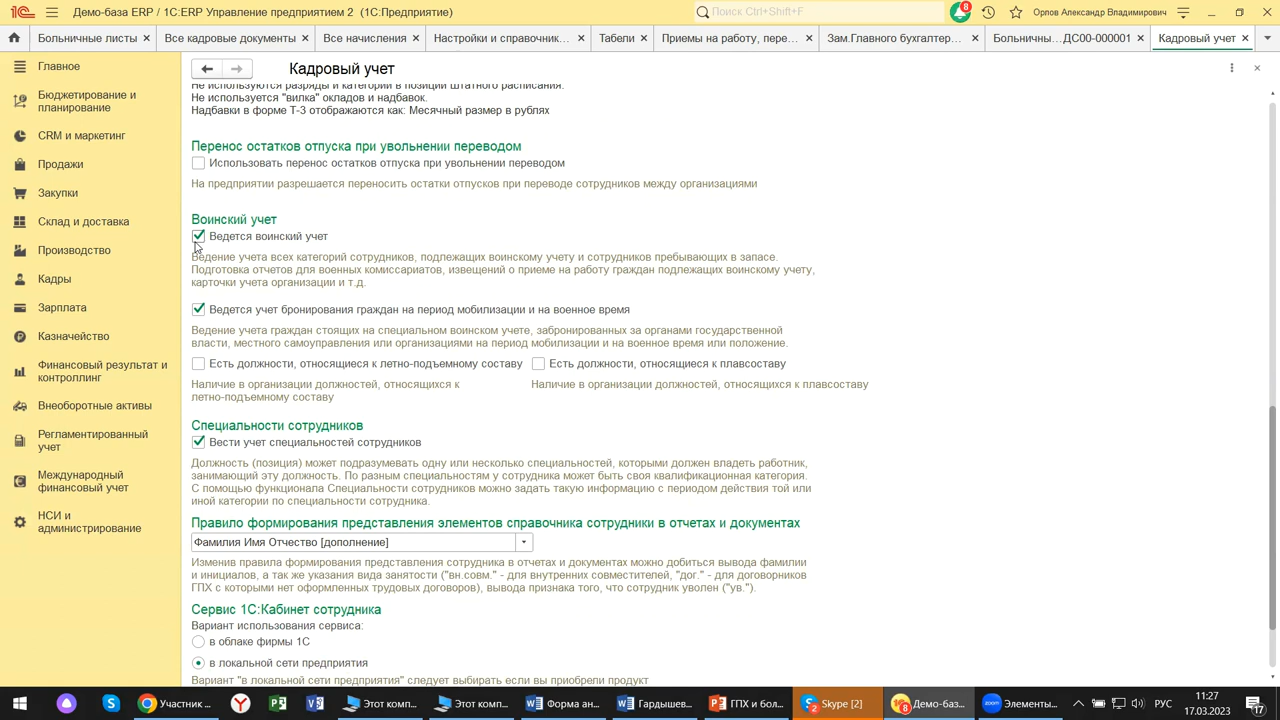 Демо-база ERP / 1С:ERP Управление предприятием 2 (1С:Предприятие)
Поиск Ctrl+Shift+F
8
Орлов Александр Владимирович
Больничные листы
Все кадровые документы
Все начисления
Настройки и справочник...
Табели
Приемы на работу, пере...
Зам.Главного бухгалтер...
Больничны...ДС00-000001
Кадровый учет
Главное
Бюджетирование и
планирование
CRM и маркетинг
Продажи
Закупки
Склад и доставка
Производство
Кадры
Зарплата
Казначейство
Финансовый результат и
контроллинг
Внеоборотные активы
Регламентированный
учет
Международный
финансовый учет
НСИ и
администрирование
Кадровый учет
Не используются разряды и категории в позиции штатного расписания.
Не используется "вилка" окладов и надбавок.
Надбавки в форме Т-3 отображаются как: Месячный размер в рублях
Перенос остатков отпуска при увольнении переводом
Использовать перенос остатков отпуска при увольнении переводом
На предприятии разрешается переносить остатки отпусков при переводе сотрудников между организациями
Воинский учет
Ведется воинский учет
Ведение учета всех категорий сотрудников, подлежащих воинскому учету и сотрудников пребывающих в запасе.
Подготовка отчетов для военных комиссариатов, извещений о приеме на работу граждан подлежащих воинскому учету,
карточки учета организации и т.д.
Ведется учет бронирования граждан на период мобилизации и на военное время
Ведение учета граждан стоящих на специальном воинском учете, забронированных за органами государственной
власти, местного самоуправления или организациями на период мобилизации и на военное время или положение.
Есть должности, относящиеся к летно-подъемному составу
Есть должности, относящиеся к плавсоставу
Наличие в организации должностей, относящихся к
летно-подъемному составу
Наличие в организации должностей, относящихся к плавсоставу
Специальности сотрудников
Вести учет специальностей сотрудников
Должность (позиция) может подразумевать одну или несколько специальностей, которыми должен владеть работник,
занимающий эту должность. По разным специальностям у сотрудника может быть своя квалификационная категория.
С помощью функционала Специальности сотрудников можно задать такую информацию с периодом действия той или
иной категории по специальности сотрудника.
Правило формирования представления элементов справочника сотрудники в отчетах и документах
Фамилия Имя Отчество [дополнение]
Изменив правила формирования представления сотрудника в отчетах и документах можно добиться вывода фамилии
и инициалов, а так же указания вида занятости ("вн.совм." - для внутренних совместителей, "дог." - для договорников
ГПХ с которыми нет оформленных трудовых договоров), вывода признака того, что сотрудник уволен ("ув.").
Сервис 1С:Кабинет сотрудника
Вариант использования сервиса:
в облаке фирмы 1С
в локальной сети предприятия
Вариант "в локальной сети предприятия" следует выбирать если вы приобрели продукт
Участник ...
Этот комп...
Этот комп...
Форма ан...
Гардышев...
ГПХ и бол...
Skype [2]
Демо-баз...
Элементы...
РУС
11:27
17.03.2023
17